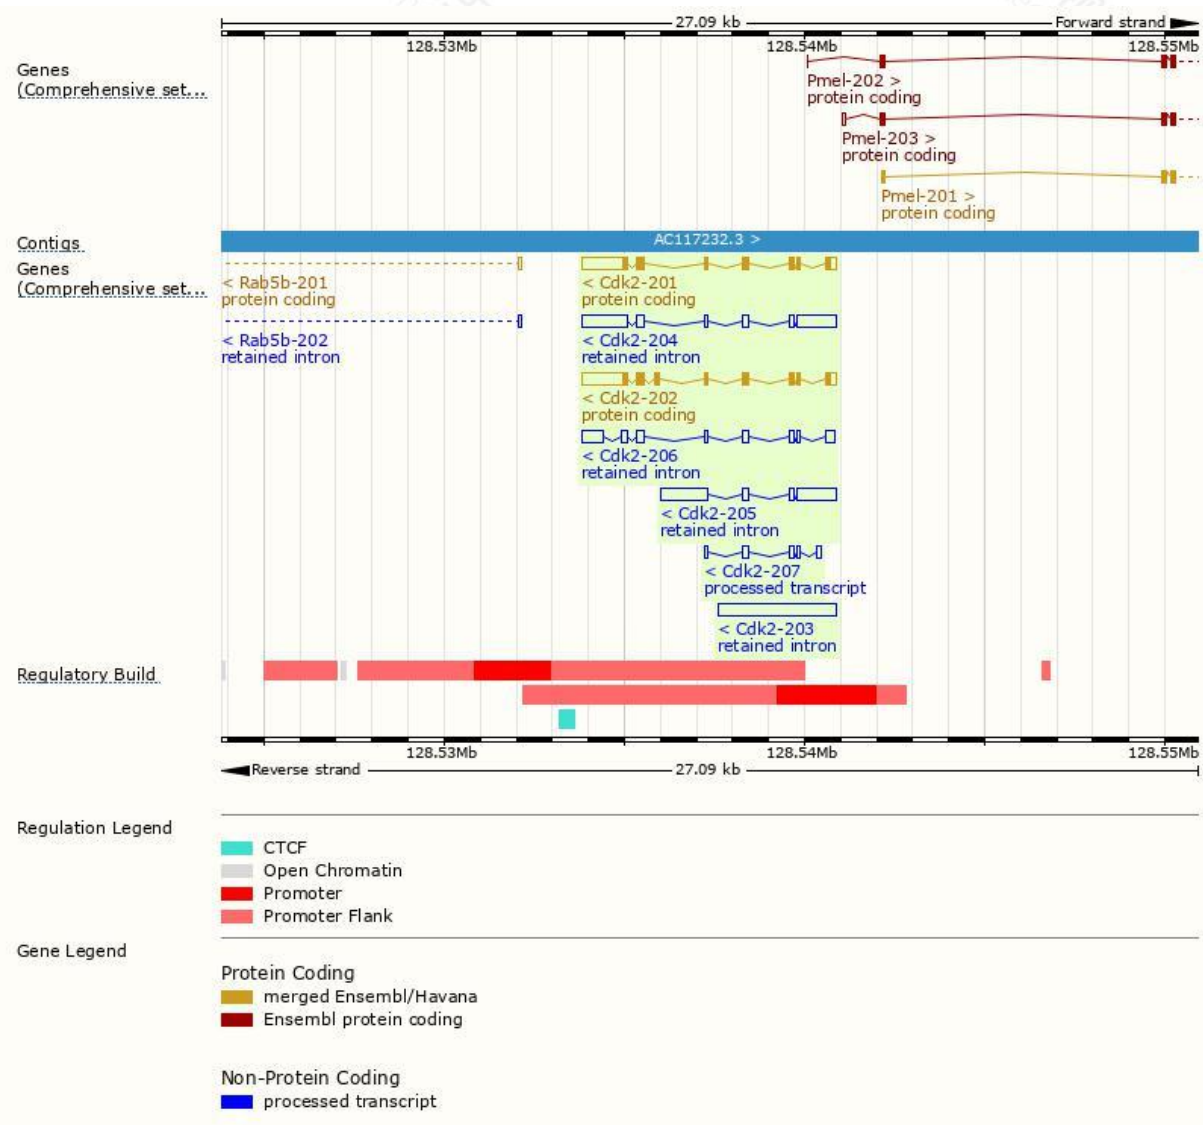 27.09 kb
Forward strand
128.53Mb 128.54Mb 128.55Mb
Genes
(Comprehensive set...
Pmel-202 >
protein coding
Pmel-203 >
protein coding
Pmel-201 >
protein coding
Contigs
AC117232.3 >
Genes
(Comprehensive set...
< Rab5b-201
protein coding
< Cdk2-201
protein coding
< Rab5b-202
retained intron
< Cdk2-204
retained intron
< Cdk2-202
protein coding
< Cdk2-206
retained intron
< Cdk2-205
retained intron
< Cdk2-207
processed transcript
< Cdk2-203
retained intron
Regulatory Build
128.53Mb 128.54Mb 128.55Mb
Reverse strand
27.09 kb
Regulation Legend
CTCF
Open Chromatin
Promoter
Promoter Flank
Gene Legend
Protein Coding
merged Ensembl/Havana
Ensembl protein coding
Non-Protein Coding
processed transcript